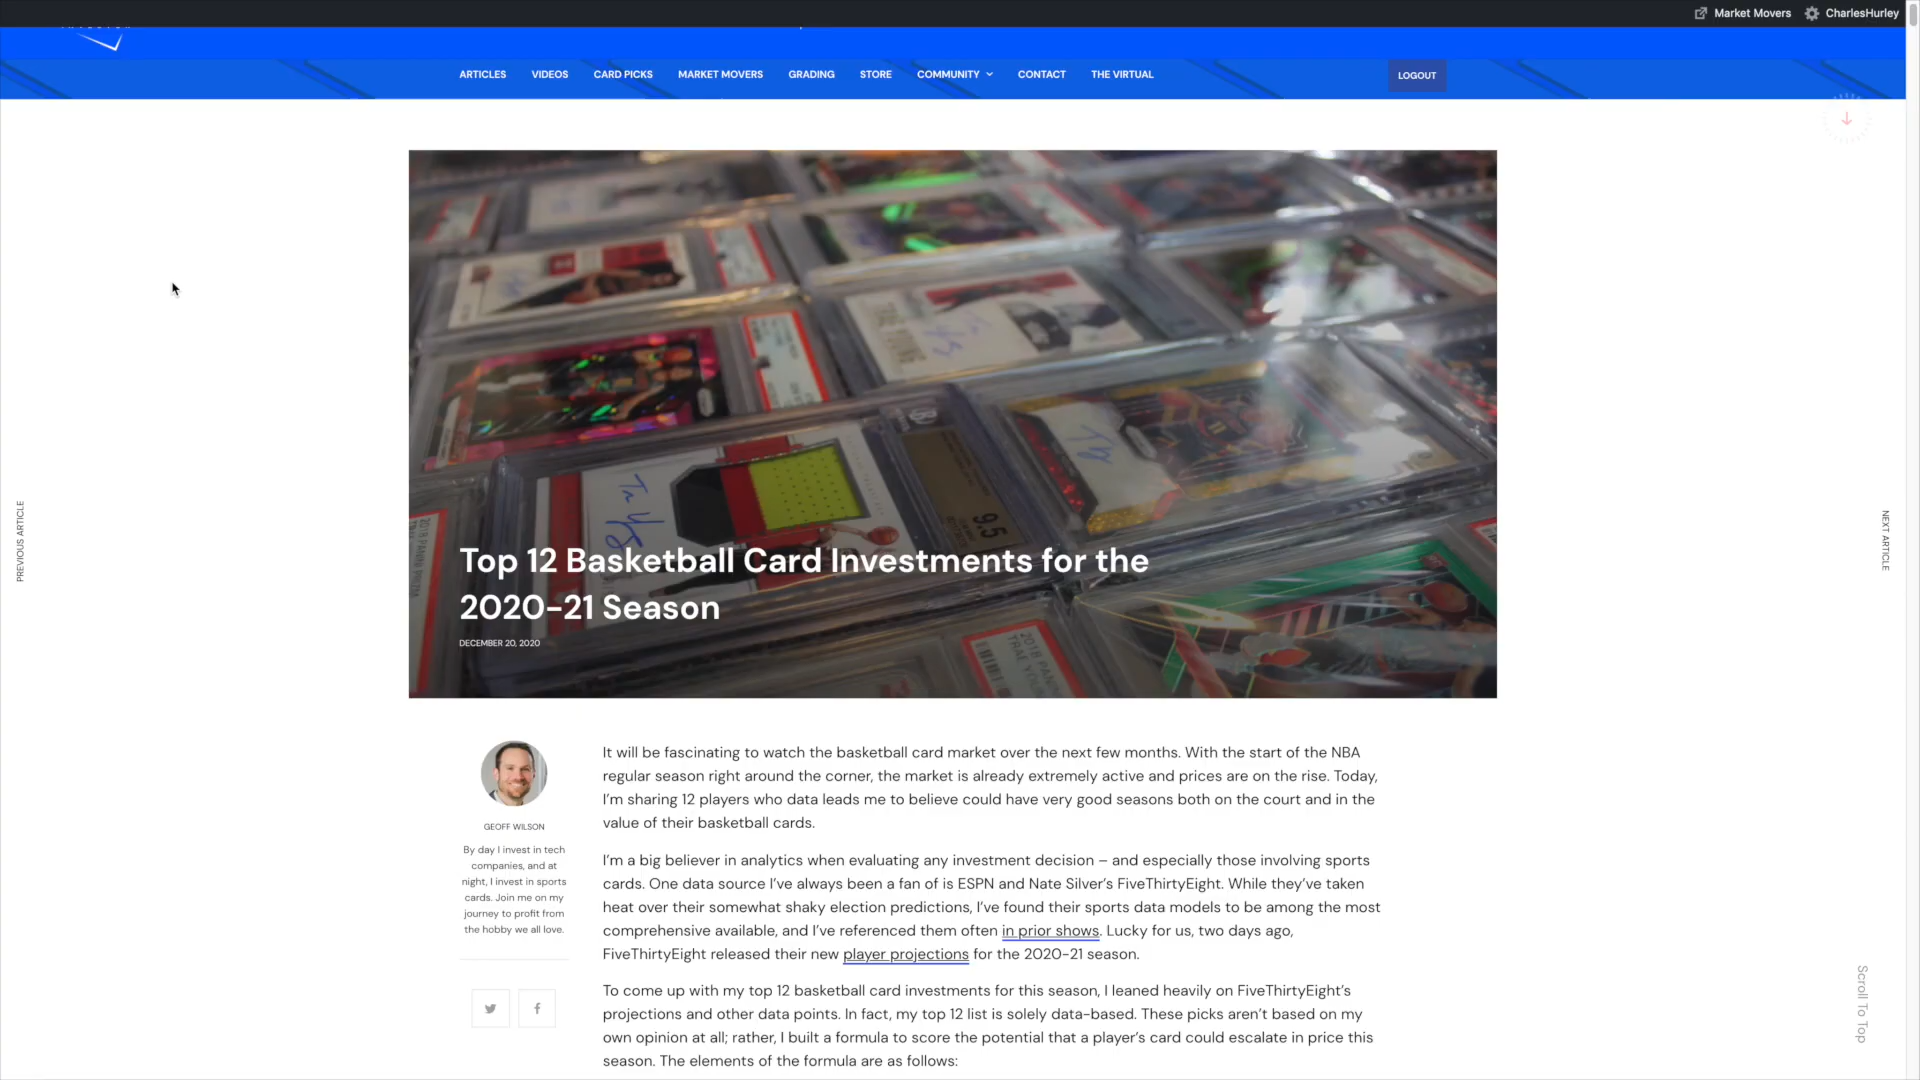 Market Movers CharlesHurley
ARTICLES VIDEOS CARD PICKS MARKET MOVERS GRADING STORE COMMUNITY CONTACT THE VIRTUAL LOGOUT
9.5
Top 12 Basketball Card Investments for the
2020-21 Season
DECEMBER 20, 2020
PREVIOUS ARTICLE
NEXT ARTICLE
GEOFF WILSON
By day I invest in tech
companies, and at
night, I invest in sports
cards. Join me on my
journey to profit from
the hobby we all love.
It will be fascinating to watch the basketball card market over the next few months. With the start of the NBA
regular season right around the corner, the market is already extremely active and prices are on the rise. Today,
I'm sharing 12 players who data leads me to believe could have very good seasons both on the court and in the
value of their basketball cards.
I'm a big believer in analytics when evaluating any investment decision – and especially those involving sports
cards. One data source I've always been a fan of is ESPN and Nate Silver's FiveThirtyEight. While they've taken
heat over their somewhat shaky election predictions, I've found their sports data models to be among the most
comprehensive available, and I've referenced them often in prior shows. Lucky for us, two days ago,
FiveThirtyEight released their new player projections for the 2020-21 season.
To come up with my top 12 basketball card investments for this season, I leaned heavily on FiveThirtyEight's
projections and other data points. In fact, my top 12 list is solely data-based. These picks aren't based on my
own opinion at all; rather, I built a formula to score the potential that a player's card could escalate in price this
season. The elements of the formula are as follows:
Scroll To Top